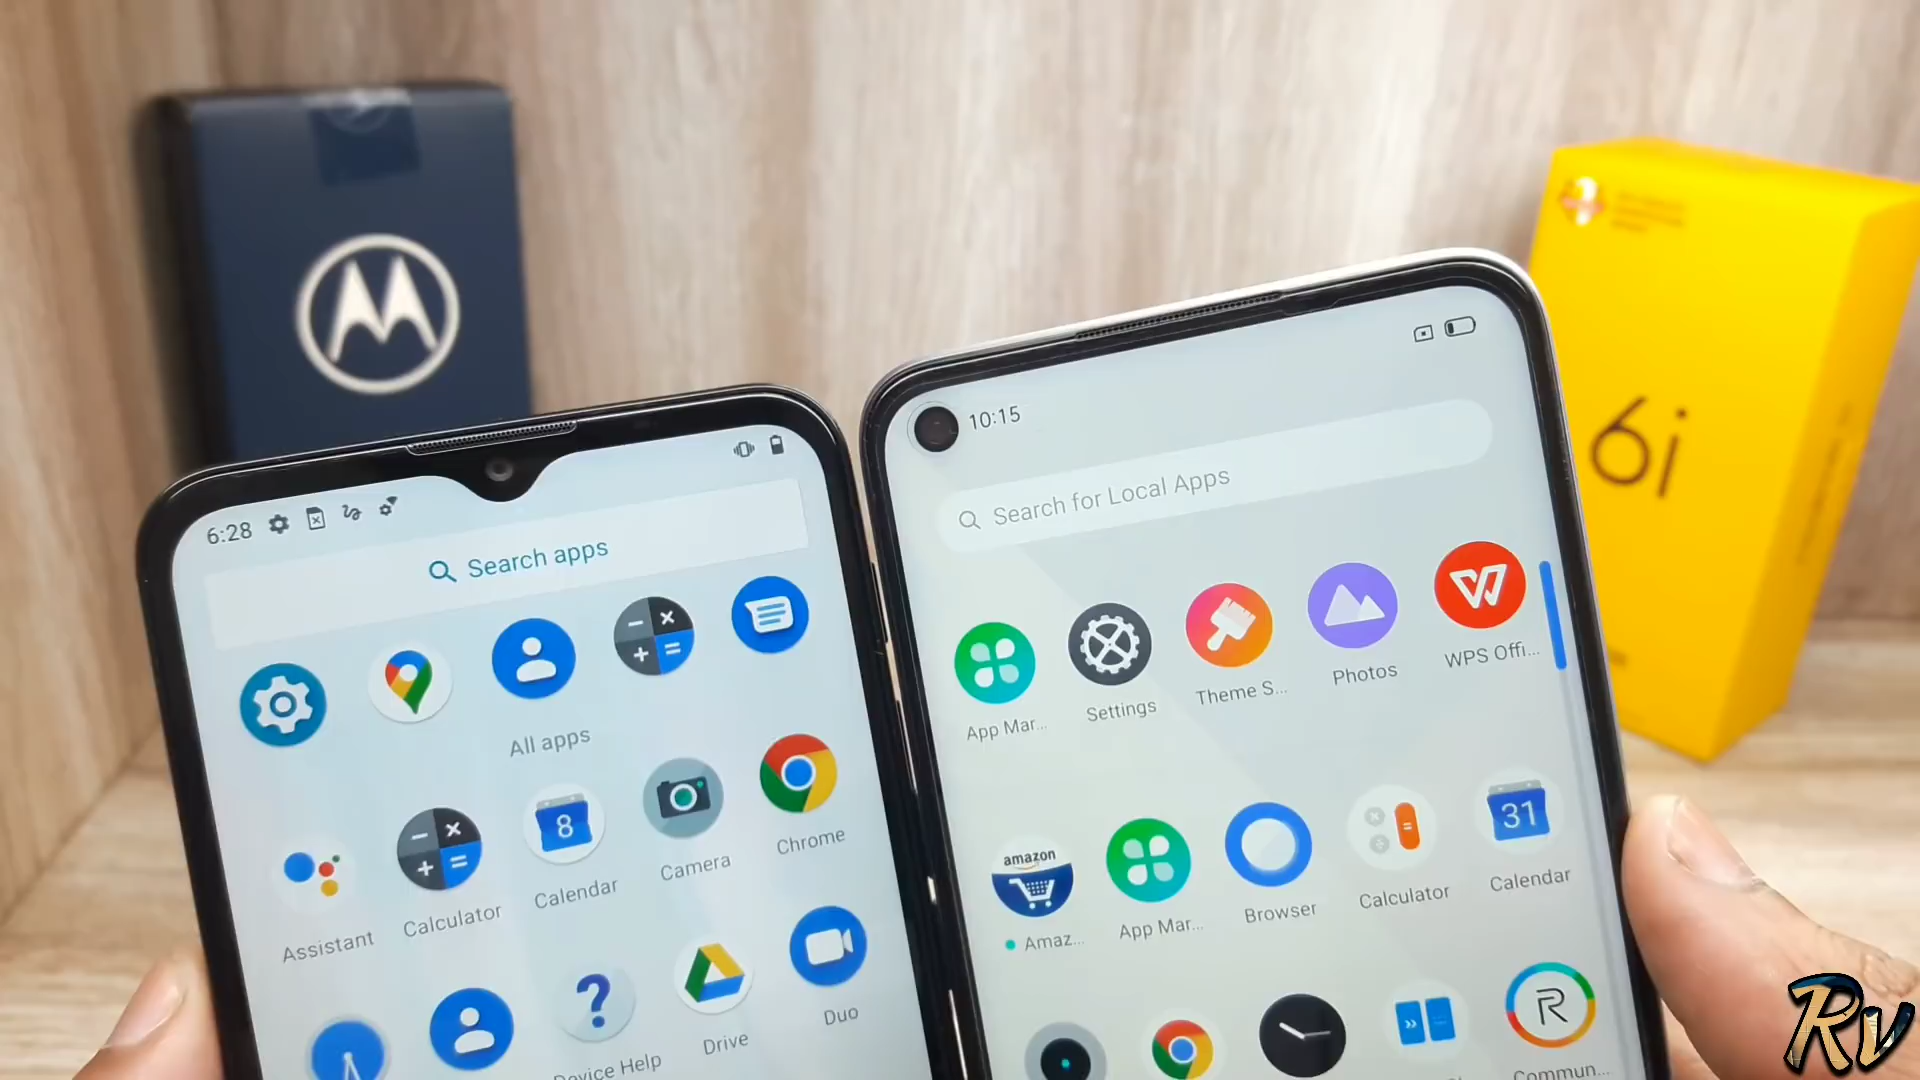 6i
6:28
Search apps
All apps
Assistant
Calculator
8
Calendar
Camera
Chrome
Device Help
Drive
Duo
10:15
Search for Local Apps
App Mar...
Settings
Theme S...
Photos
WPS Offi...
amazon
Amaz...
App Mar...
Browser
Calculator
31
Calendar
R
Commun...
RV